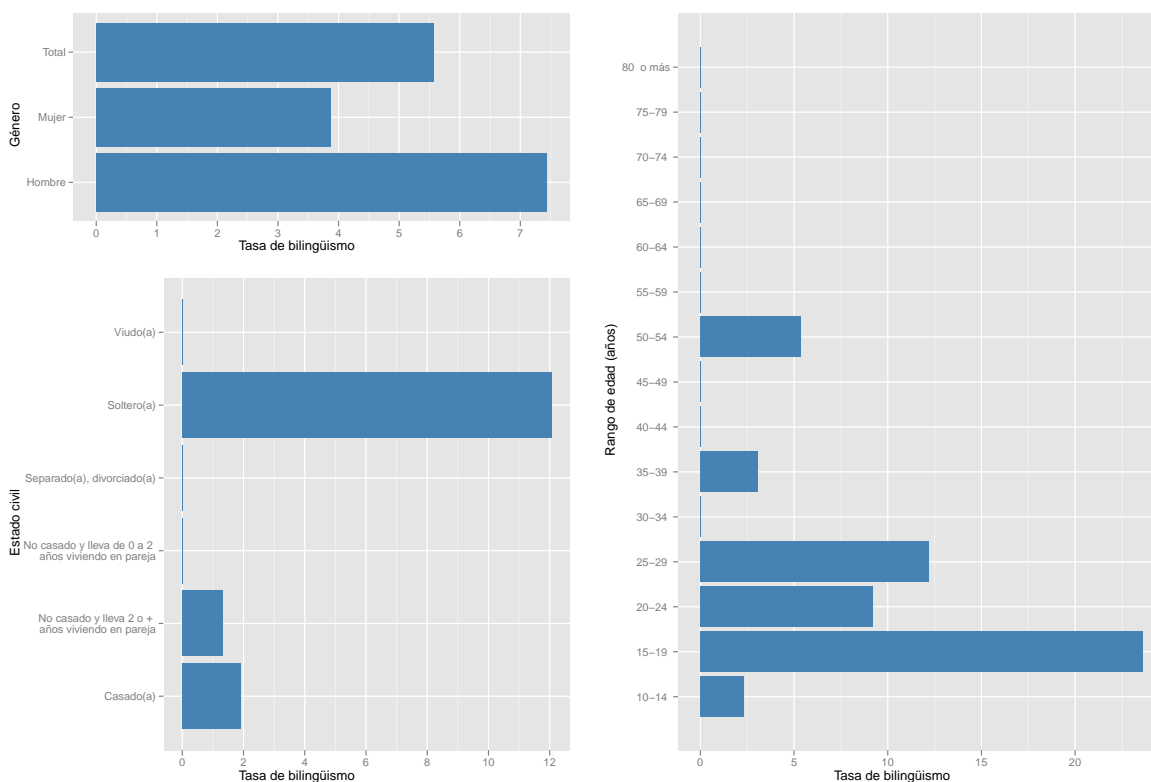 Total
Mujer
Hombre
Género
0 1 2 3 4 5 6 7
Tasa de bilingüismo
Viudo(a)
Soltero(a)
Separado(a), divorciado(a)
No casado y lleva de 0 a 2
años viviendo en pareja
No casado y lleva 2 o +
años viviendo en pareja
Casado(a)
Estado civil
0 2 4 6 8 10 12
Tasa de bilingüismo
80 o más
75−79
70−74
65−69
60−64
55−59
50−54
45−49
40−44
35−39
30−34
25−29
20−24
15−19
10−14
Rango de edad (años)
0 5 10 15 20
Tasa de bilingüismo